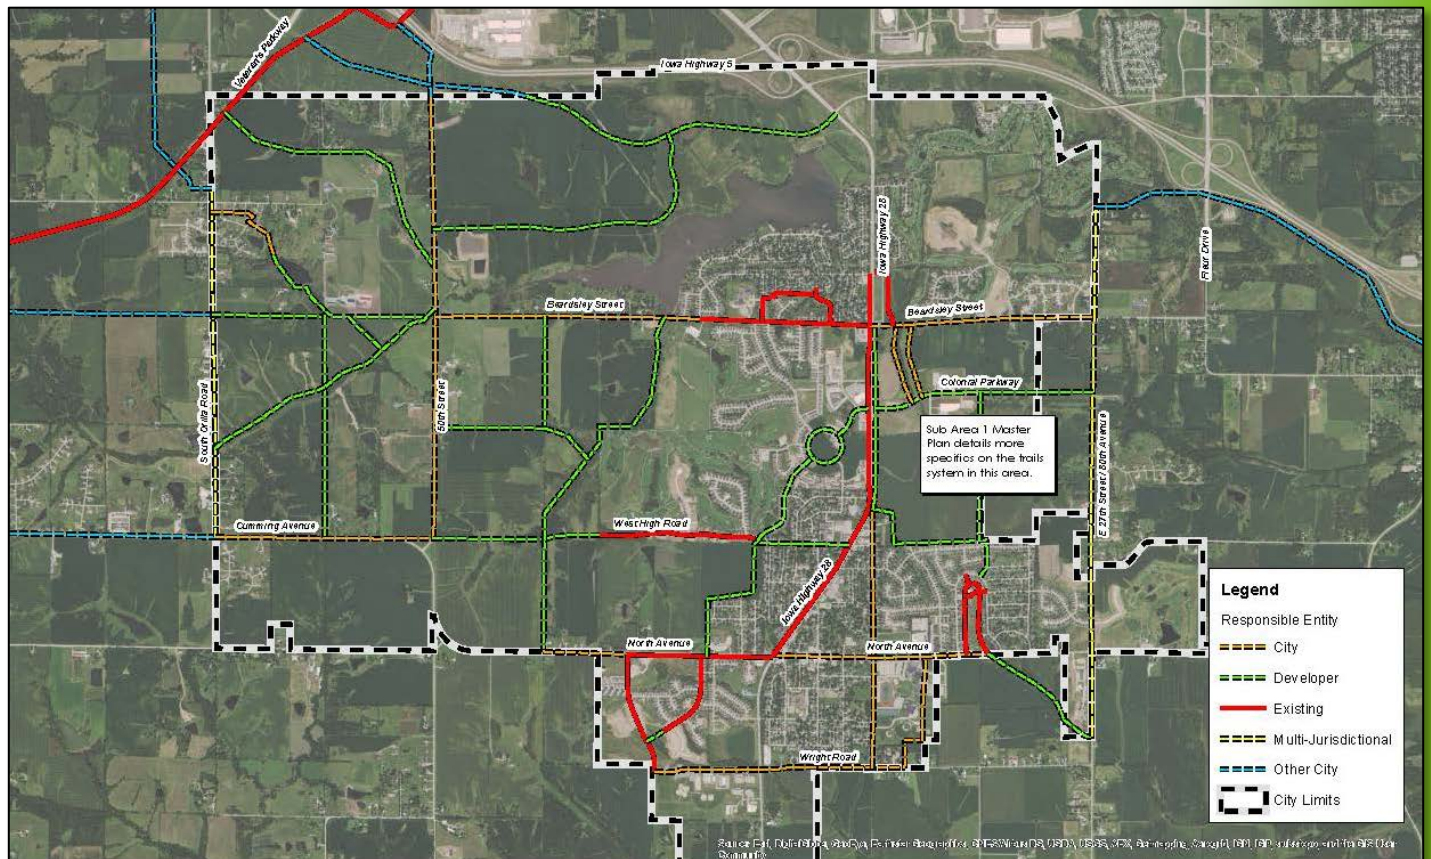 Iowa Highway 5
Veteran's Parkway
Iowa Highway 28
Fleur Drive
Beardsley Street
Beardsley Street
Colonial Parkway
South Orilla Road
50th Street
Sub Area 1 Master
Plan details more
specifics on the trails
system in this area.
E 27th Street / 80th Avenue
Cumming Avenue
West High Road
Iowa Highway 28
North Avenue
North Avenue
Wright Road
Legend
Responsible Entity
City
Developer
Existing
Multi-Jurisdictional
Other City
City Limits
Community